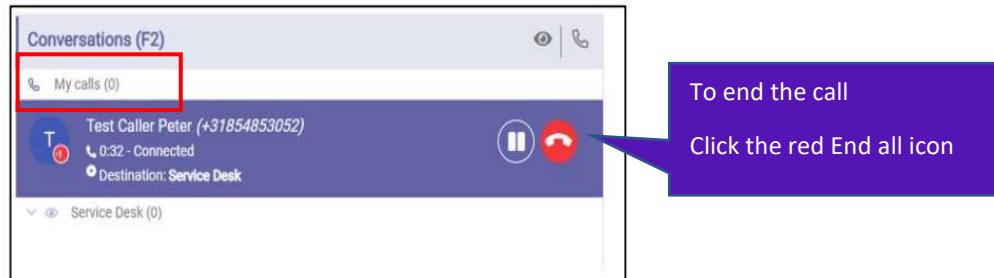 Conversations (F2)
My calls (0)
T
Test Caller Peter (+31854853052)
0:32 - Connected
Destination: Service Desk
Service Desk (0)
To end the call
Click the red End all icon